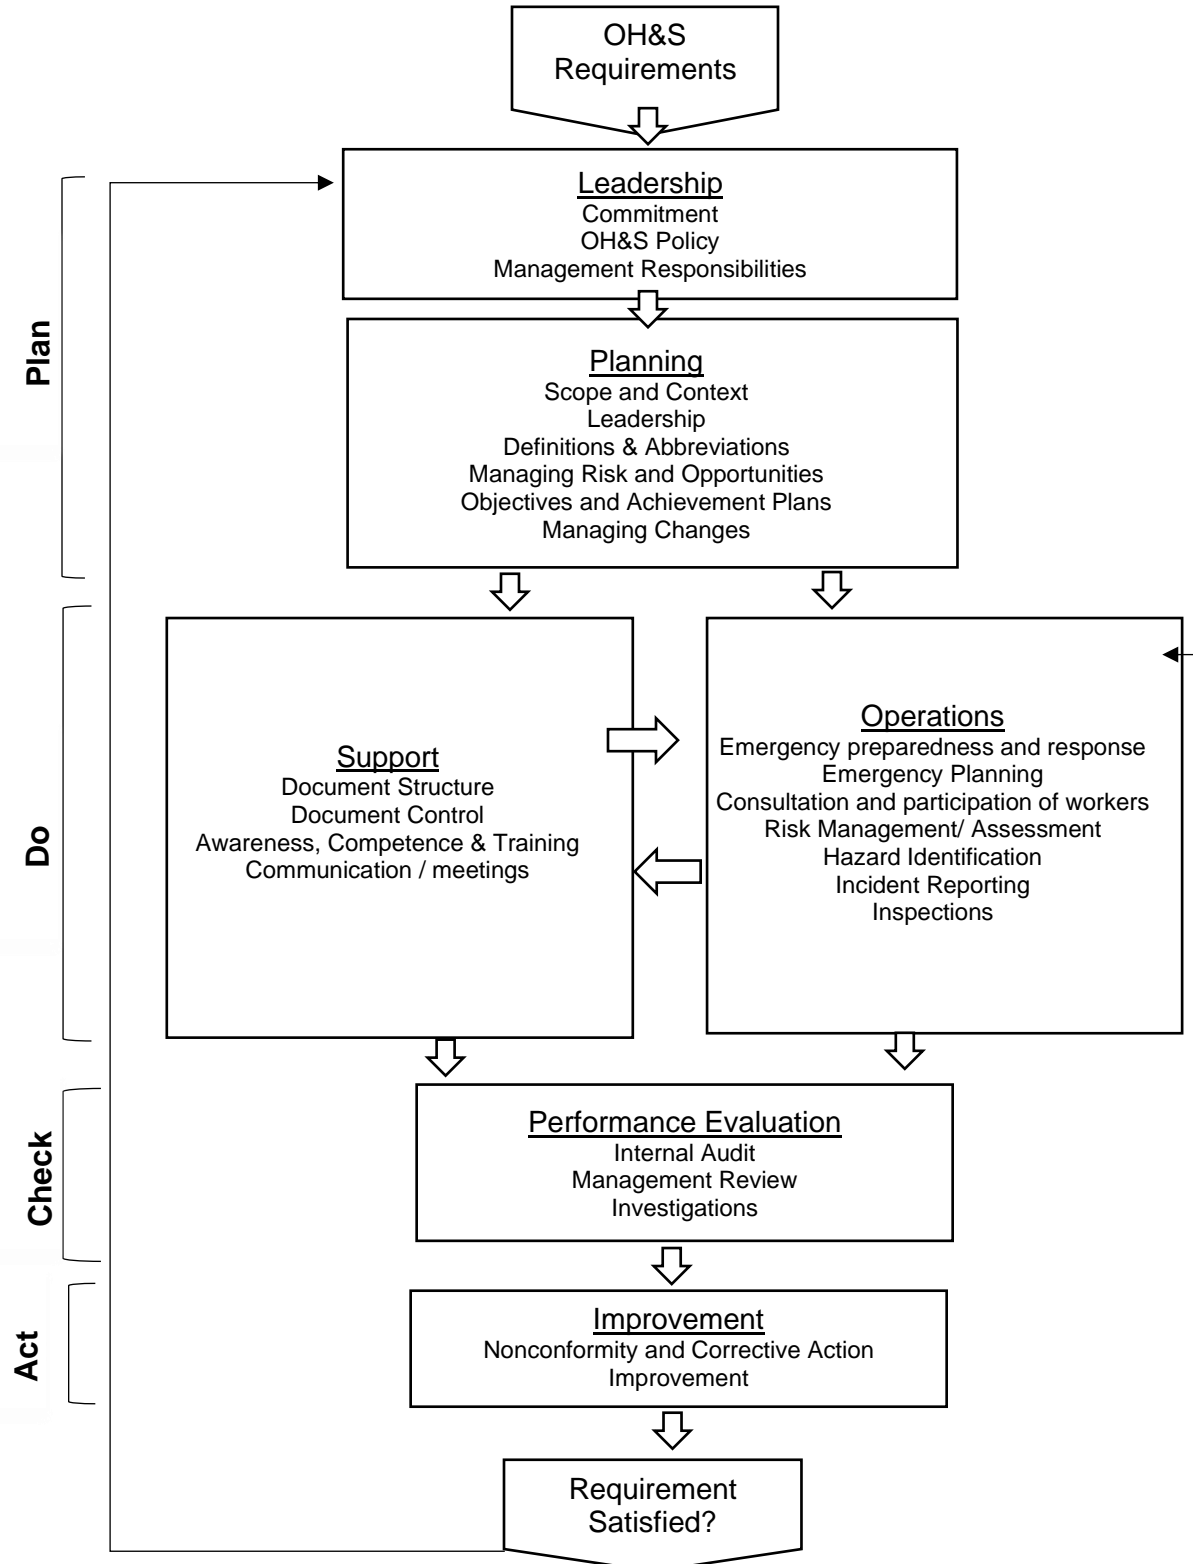 OH&S
Requirements
Plan
Leadership
Commitment
OH&S Policy
Management Responsibilities
Planning
Scope and Context
Leadership
Definitions & Abbreviations
Managing Risk and Opportunities
Objectives and Achievement Plans
Managing Changes
Do
Support
Document Structure
Document Control
Awareness, Competence & Training
Communication / meetings
Operations
Emergency preparedness and response
Emergency Planning
Consultation and participation of workers
Risk Management/ Assessment
Hazard Identification
Incident Reporting
Inspections
Check
Performance Evaluation
Internal Audit
Management Review
Investigations
Act
Improvement
Nonconformity and Corrective Action
Improvement
Requirement
Satisfied?